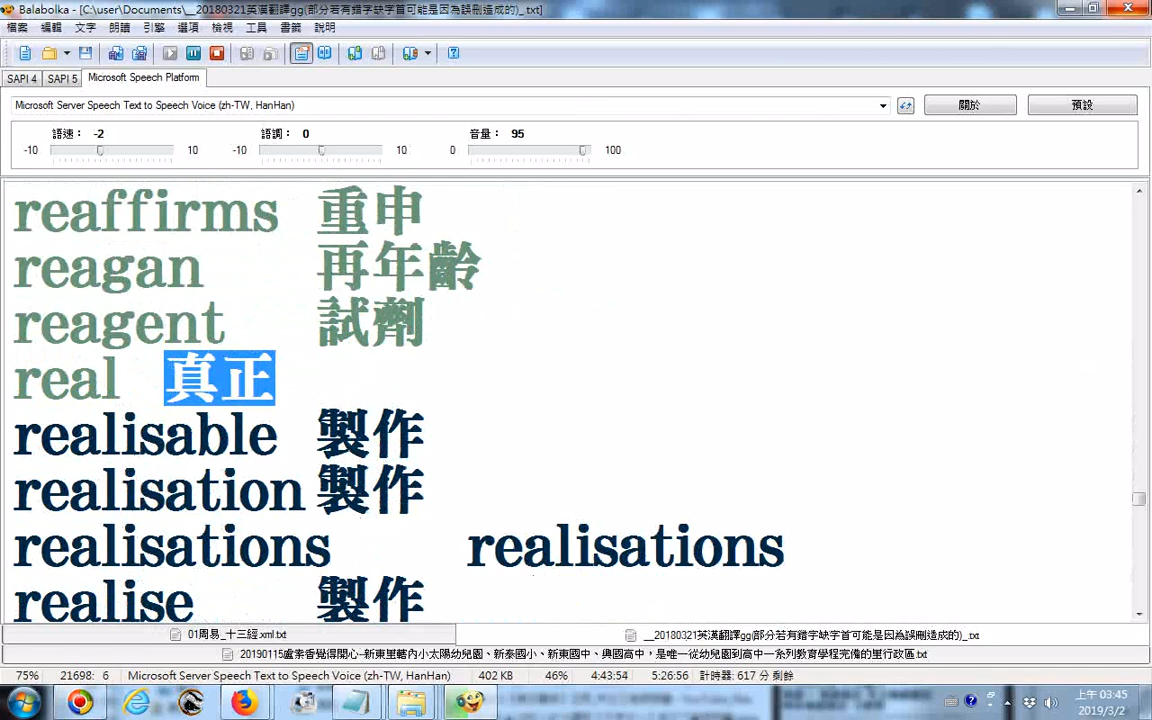 Balabolka - [C:\user\Documents\__20180321英漢翻譯gg(部分若有錯字缺字首可能是因為誤刪造成的)_.txt]
檔案 編輯 文字 朗讀 引擎 選項 檢視 工具 書籤 說明
SAPI 4 SAPI 5 Microsoft Speech Platform
Microsoft Server Speech Text to Speech Voice (zh-TW, HanHan) 關於 預設
語速： -2 語調： 0 音量： 95
-10 10 -10 10 0 100
reaffirms 重申
reagan 再年齡
reagent 試劑
real 真正
realisable 製作
realisation 製作
realisations realisations
realise 製作
01周易_十三經.xml.txt __20180321英漢翻譯gg(部分若有錯字缺字首可能是因為誤刪造成的)_.txt
20190115盧素香覺得開心-新東里轄內小太陽幼兒園、新泰國小、新東國中、興國高中，是唯一從幼兒園到高中一系列教育學程完備的里行政區.txt
75% 21698: 6 Microsoft Server Speech Text to Speech Voice (zh-TW, HanHan) 402 KB 46% 4:43:54 5:26:56 計時器: 617 分 剩餘
上午 03:45
2019/3/2